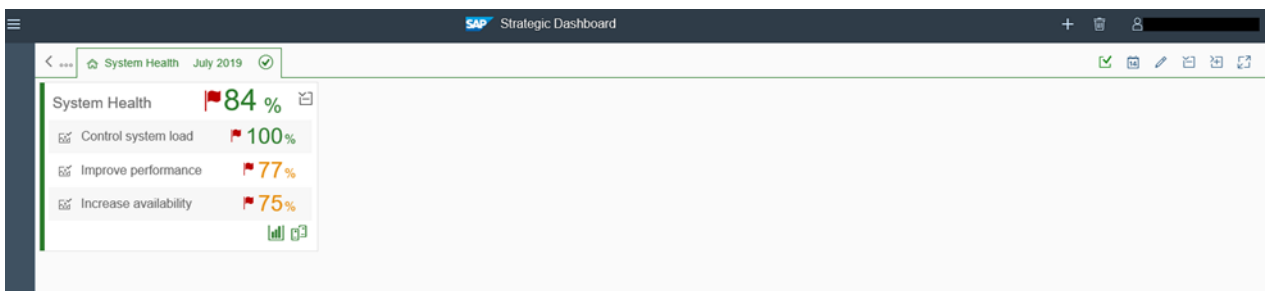 SAP Strategic Dashboard
System Health July 2019
14
System Health 84 %
Control system load 100%
Improve performance 77%
Increase availability 75%